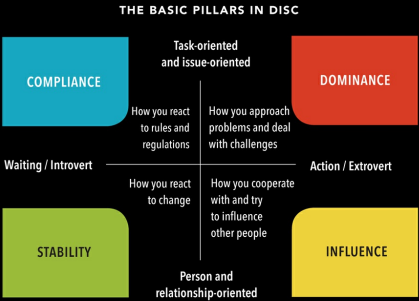 THE BASIC PILLARS IN DISC
Task-oriented
and issue-oriented
COMPLIANCE
DOMINANCE
How you react
to rules and
regulations
How you approach
problems and deal
with challenges
Waiting / Introvert
Action / Extrovert
How you react
to change
How you cooperate
with and try
to influence
other people
STABILITY
INFLUENCE
Person and
relationship-oriented